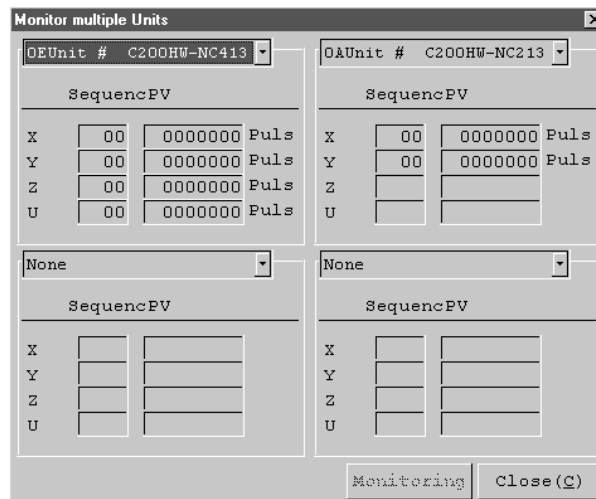 Monitor multiple Units
OEUnit # C200HW-NC413
OAUnit # C200HW-NC213
SequencPV
SequencPV
X 00 0000000 Puls
X 00 0000000 Puls
Y 00 0000000 Puls
Y 00 0000000 Puls
Z 00 0000000 Puls
Z
U 00 0000000 Puls
U
None
None
SequencPV
SequencPV
X
X
Y
Y
Z
Z
U
U
Monitoring
Close(C)